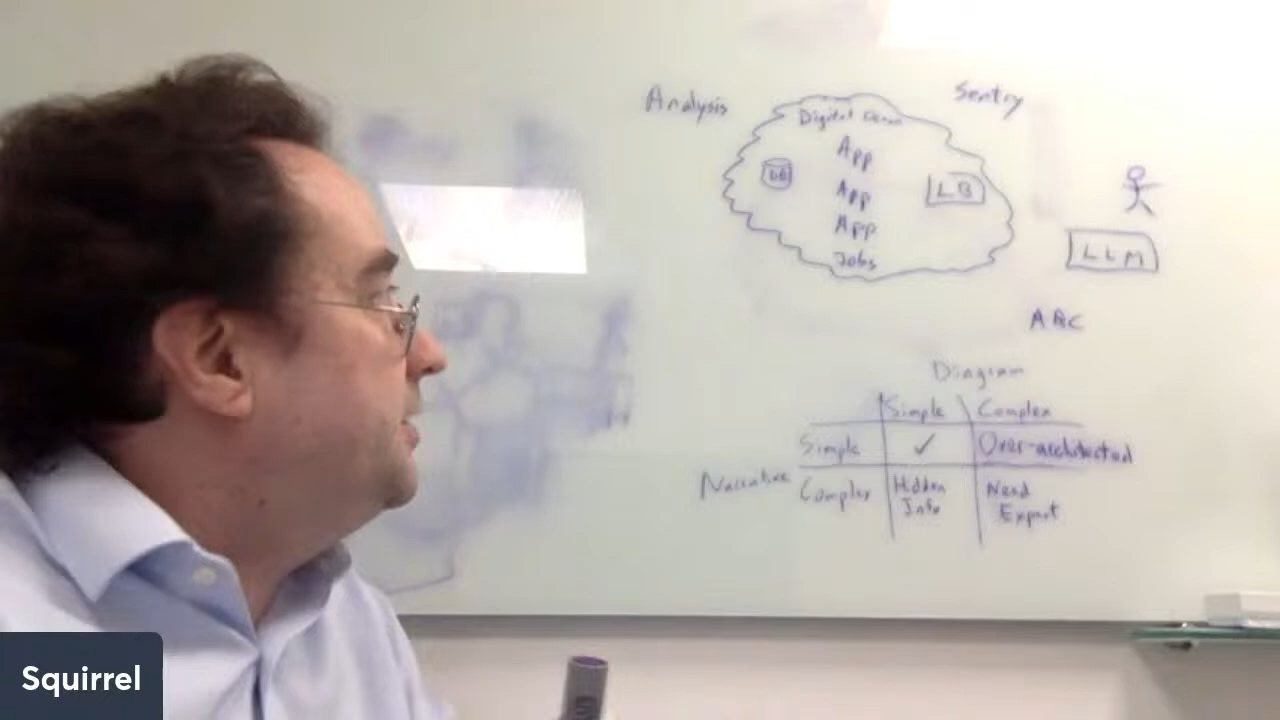 Analysis
Sentry
Digital Ocean
App
DB
App
LB
App
Jobs
LLM
ABC
Diagram
Simple Complex
Simple ✓ Over-architected
Narrative Complex Hidden Info Need Expert
Squirrel